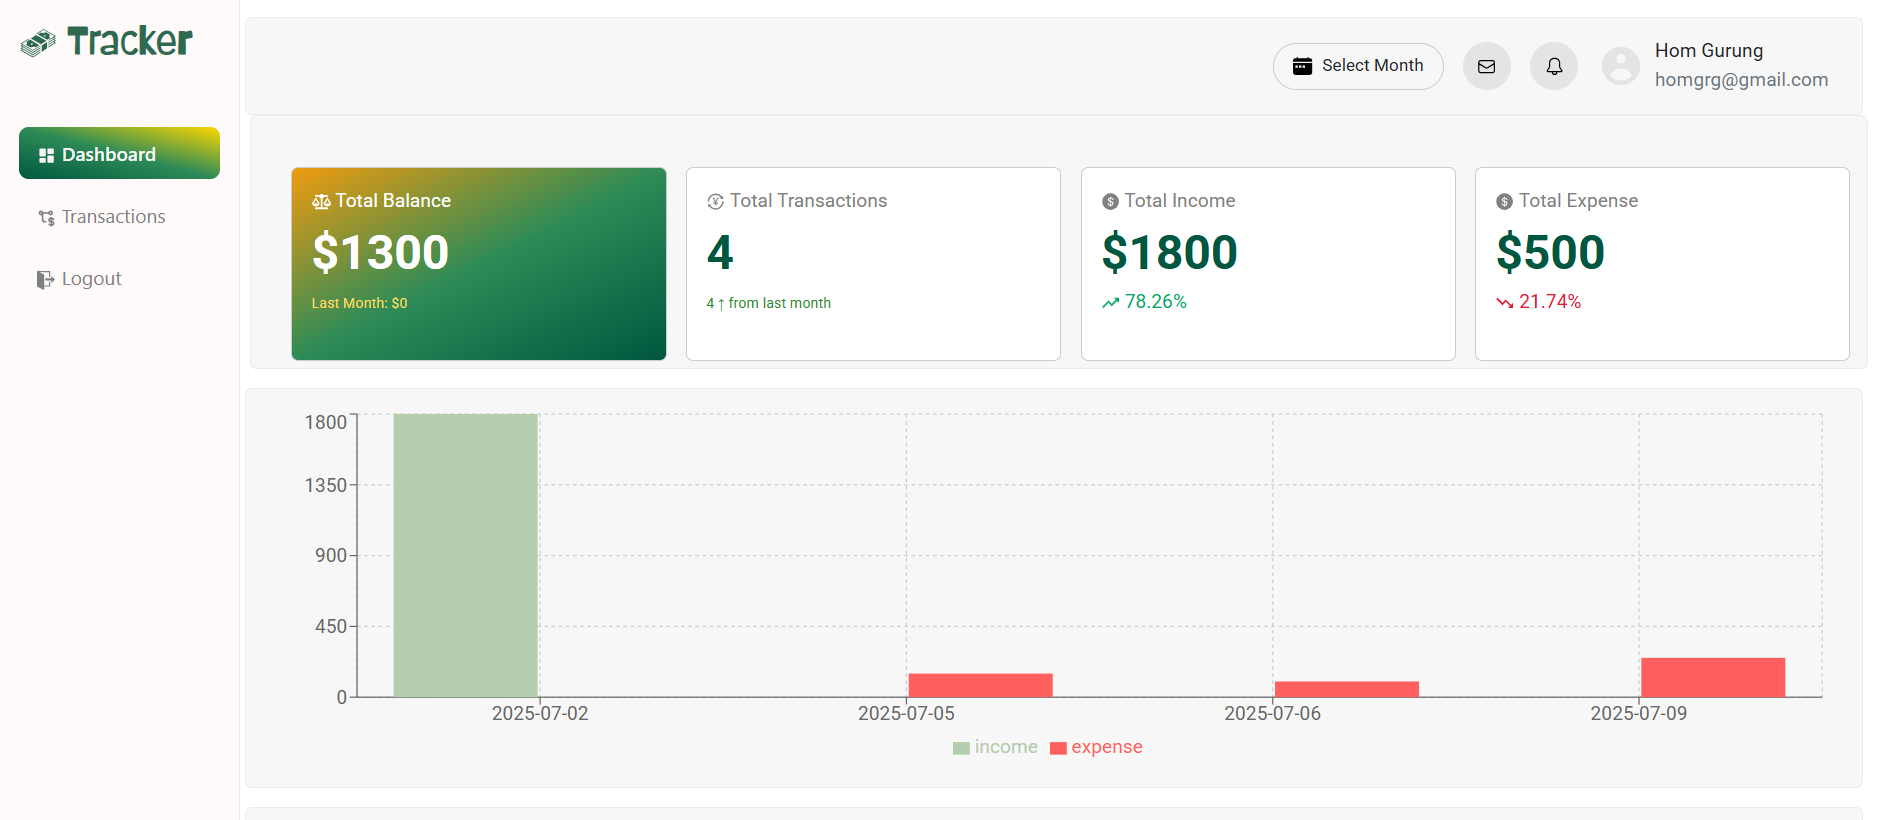 Tracker
Select Month
Hom Gurung
homgrg@gmail.com
Dashboard
Transactions
Logout
Total Balance
$1300
Last Month: $0
Total Transactions
4
4 ↑ from last month
Total Income
$1800
78.26%
Total Expense
$500
21.74%
1800
1350
900
450
0
2025-07-02 2025-07-05 2025-07-06 2025-07-09
income expense